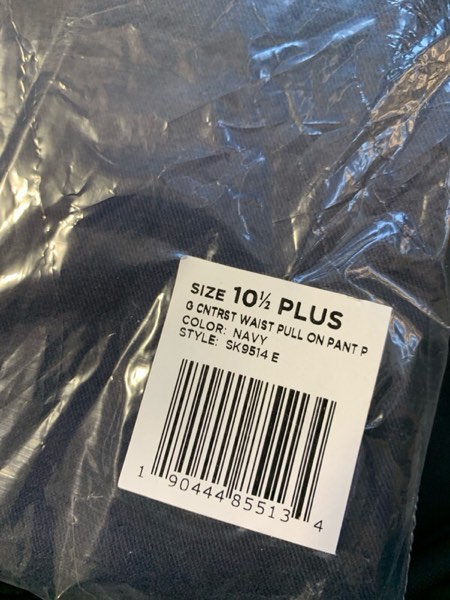 SIZE 10½ PLUS
G CNTRST WAIST PULL ON PANT P
COLOR: NAVY
STYLE: SK9514 E
1 90444 85513 4